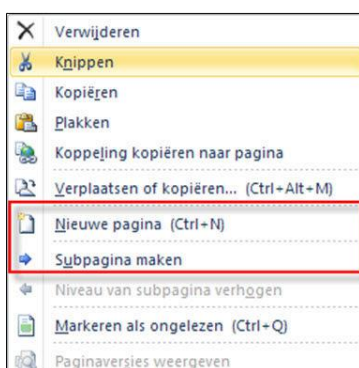 Verwijderen
Knippen
Kopiëren
Plakken
Koppeling kopiëren naar pagina
Verplaatsen of kopiëren... (Ctrl+Alt+M)
Nieuwe pagina (Ctrl+N)
Subpagina maken
Niveau van subpagina verhogen
Markeren als ongelezen (Ctrl+Q)
Paginaversies weergeven